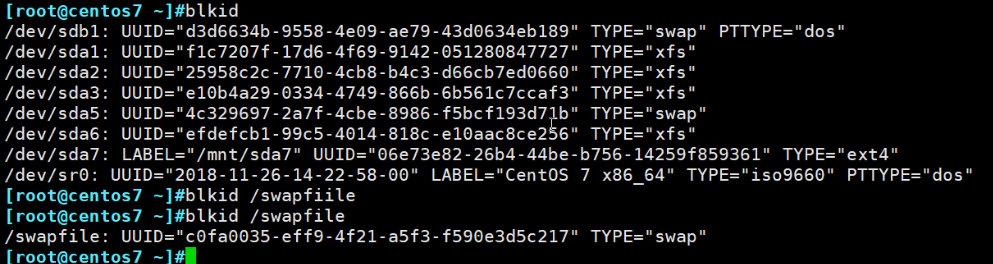 [root@centos7 ~]#blkid
/dev/sdb1: UUID="d3d6634b-9558-4e09-ae79-43d0634eb189" TYPE="swap" PTTYPE="dos"
/dev/sda1: UUID="f1c7207f-17d6-4f69-9142-051280847727" TYPE="xfs"
/dev/sda2: UUID="25958c2c-7710-4cb8-b4c3-d66cb7ed0660" TYPE="xfs"
/dev/sda3: UUID="e10b4a29-0334-4749-866b-6b561c7ccaf3" TYPE="xfs"
/dev/sda5: UUID="4c329697-2a7f-4cbe-8986-f5bcf193d71b" TYPE="swap"
/dev/sda6: UUID="efdefcb1-99c5-4014-818c-e10aac8ce256" TYPE="xfs"
/dev/sda7: LABEL="/mnt/sda7" UUID="06e73e82-26b4-44be-b756-14259f859361" TYPE="ext4"
/dev/sr0: UUID="2018-11-26-14-22-58-00" LABEL="CentOS 7 x86_64" TYPE="iso9660" PTTYPE="dos"
[root@centos7 ~]#blkid /swapfiile
[root@centos7 ~]#blkid /swapfile
/swapfile: UUID="c0fa0035-eff9-4f21-a5f3-f590e3d5c217" TYPE="swap"
[root@centos7 ~]#